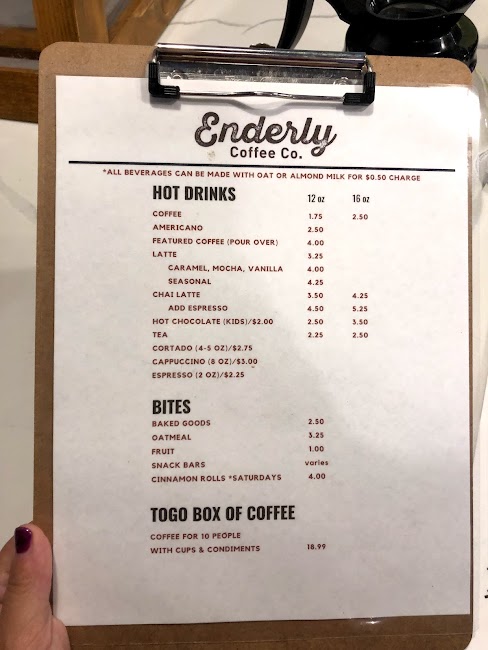 Enderly
Coffee Co.
*ALL BEVERAGES CAN BE MADE WITH OAT OR ALMOND MILK FOR $0.50 CHARGE
HOT DRINKS 12 oz 16 oz
COFFEE 1.75 2.50
AMERICANO 2.50
FEATURED COFFEE (POUR OVER) 4.00
LATTE 3.25
CARAMEL, MOCHA, VANILLA 4.00
SEASONAL 4.25
CHAI LATTE 3.50 4.25
ADD ESPRESSO 4.50 5.25
HOT CHOCOLATE (KIDS)/$2.00 2.50 3.50
TEA 2.25 2.50
CORTADO (4-5 OZ)/$2.75
CAPPUCCINO (8 OZ)/$3.00
ESPRESSO (2 OZ)/$2.25
BITES
BAKED GOODS 2.50
OATMEAL 3.25
FRUIT 1.00
SNACK BARS varies
CINNAMON ROLLS *SATURDAYS 4.00
TOGO BOX OF COFFEE
COFFEE FOR 10 PEOPLE
WITH CUPS & CONDIMENTS 18.99